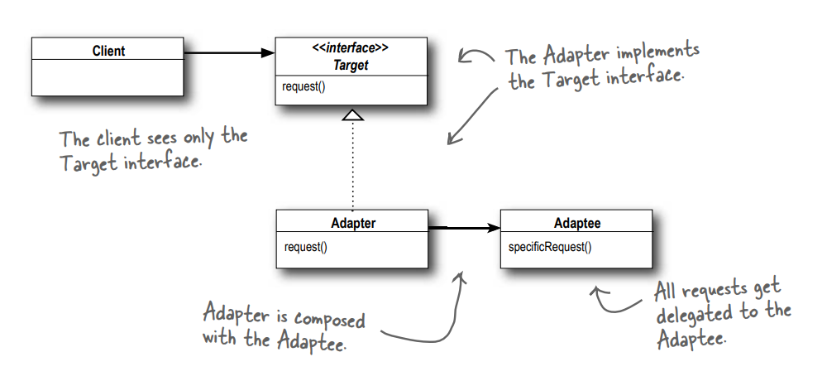 Client
<<interface>>
Target
request()
The Adapter implements
the Target interface.
The client sees only the
Target interface.
Adapter
request()
Adaptee
specificRequest()
Adapter is composed
with the Adaptee.
All requests get
delegated to the
Adaptee.